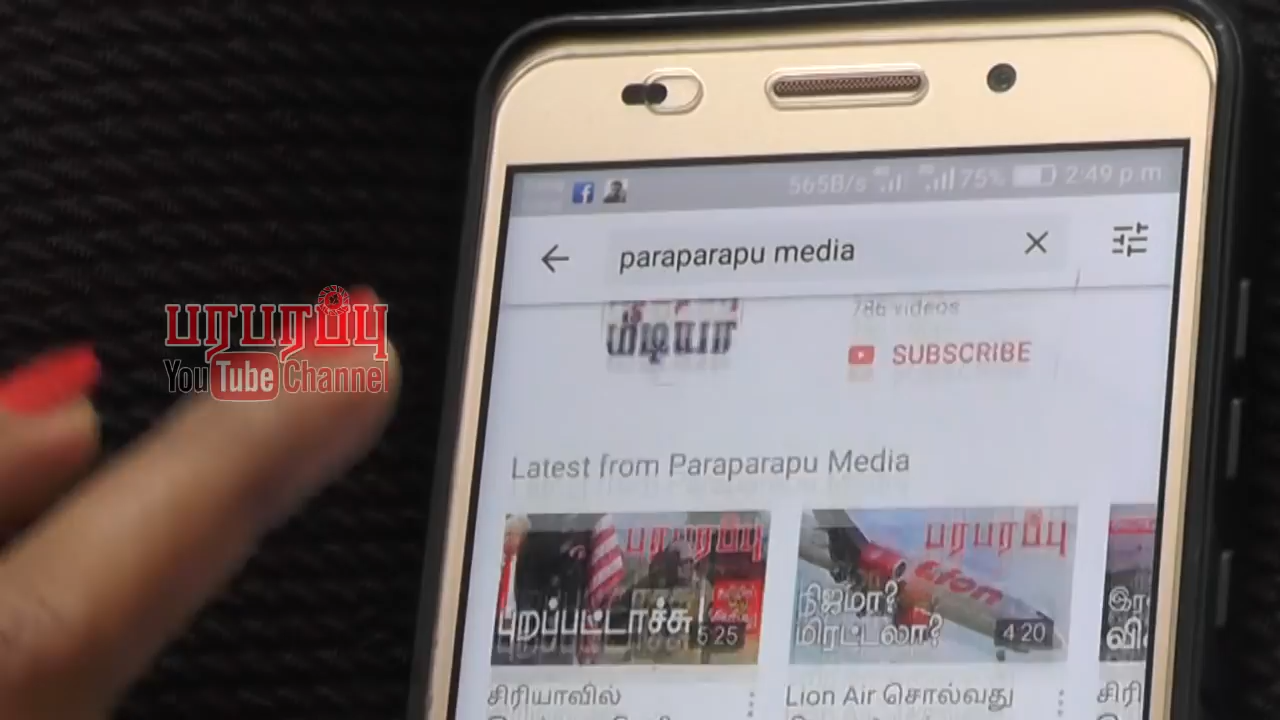 565B/s 75% 2:49 p m
paraparapu media
மீடியா
786 videos
SUBSCRIBE
பரபரப்பு
YouTube Channel
Latest from Paraparapu Media
பரபரப்பு
புறப்பட்டாச்சு!
5:25
பரபரப்பு
Lion
நிஜமா?
மிரட்டலா?
4:20
சிரியாவில்
Lion Air சொல்வது